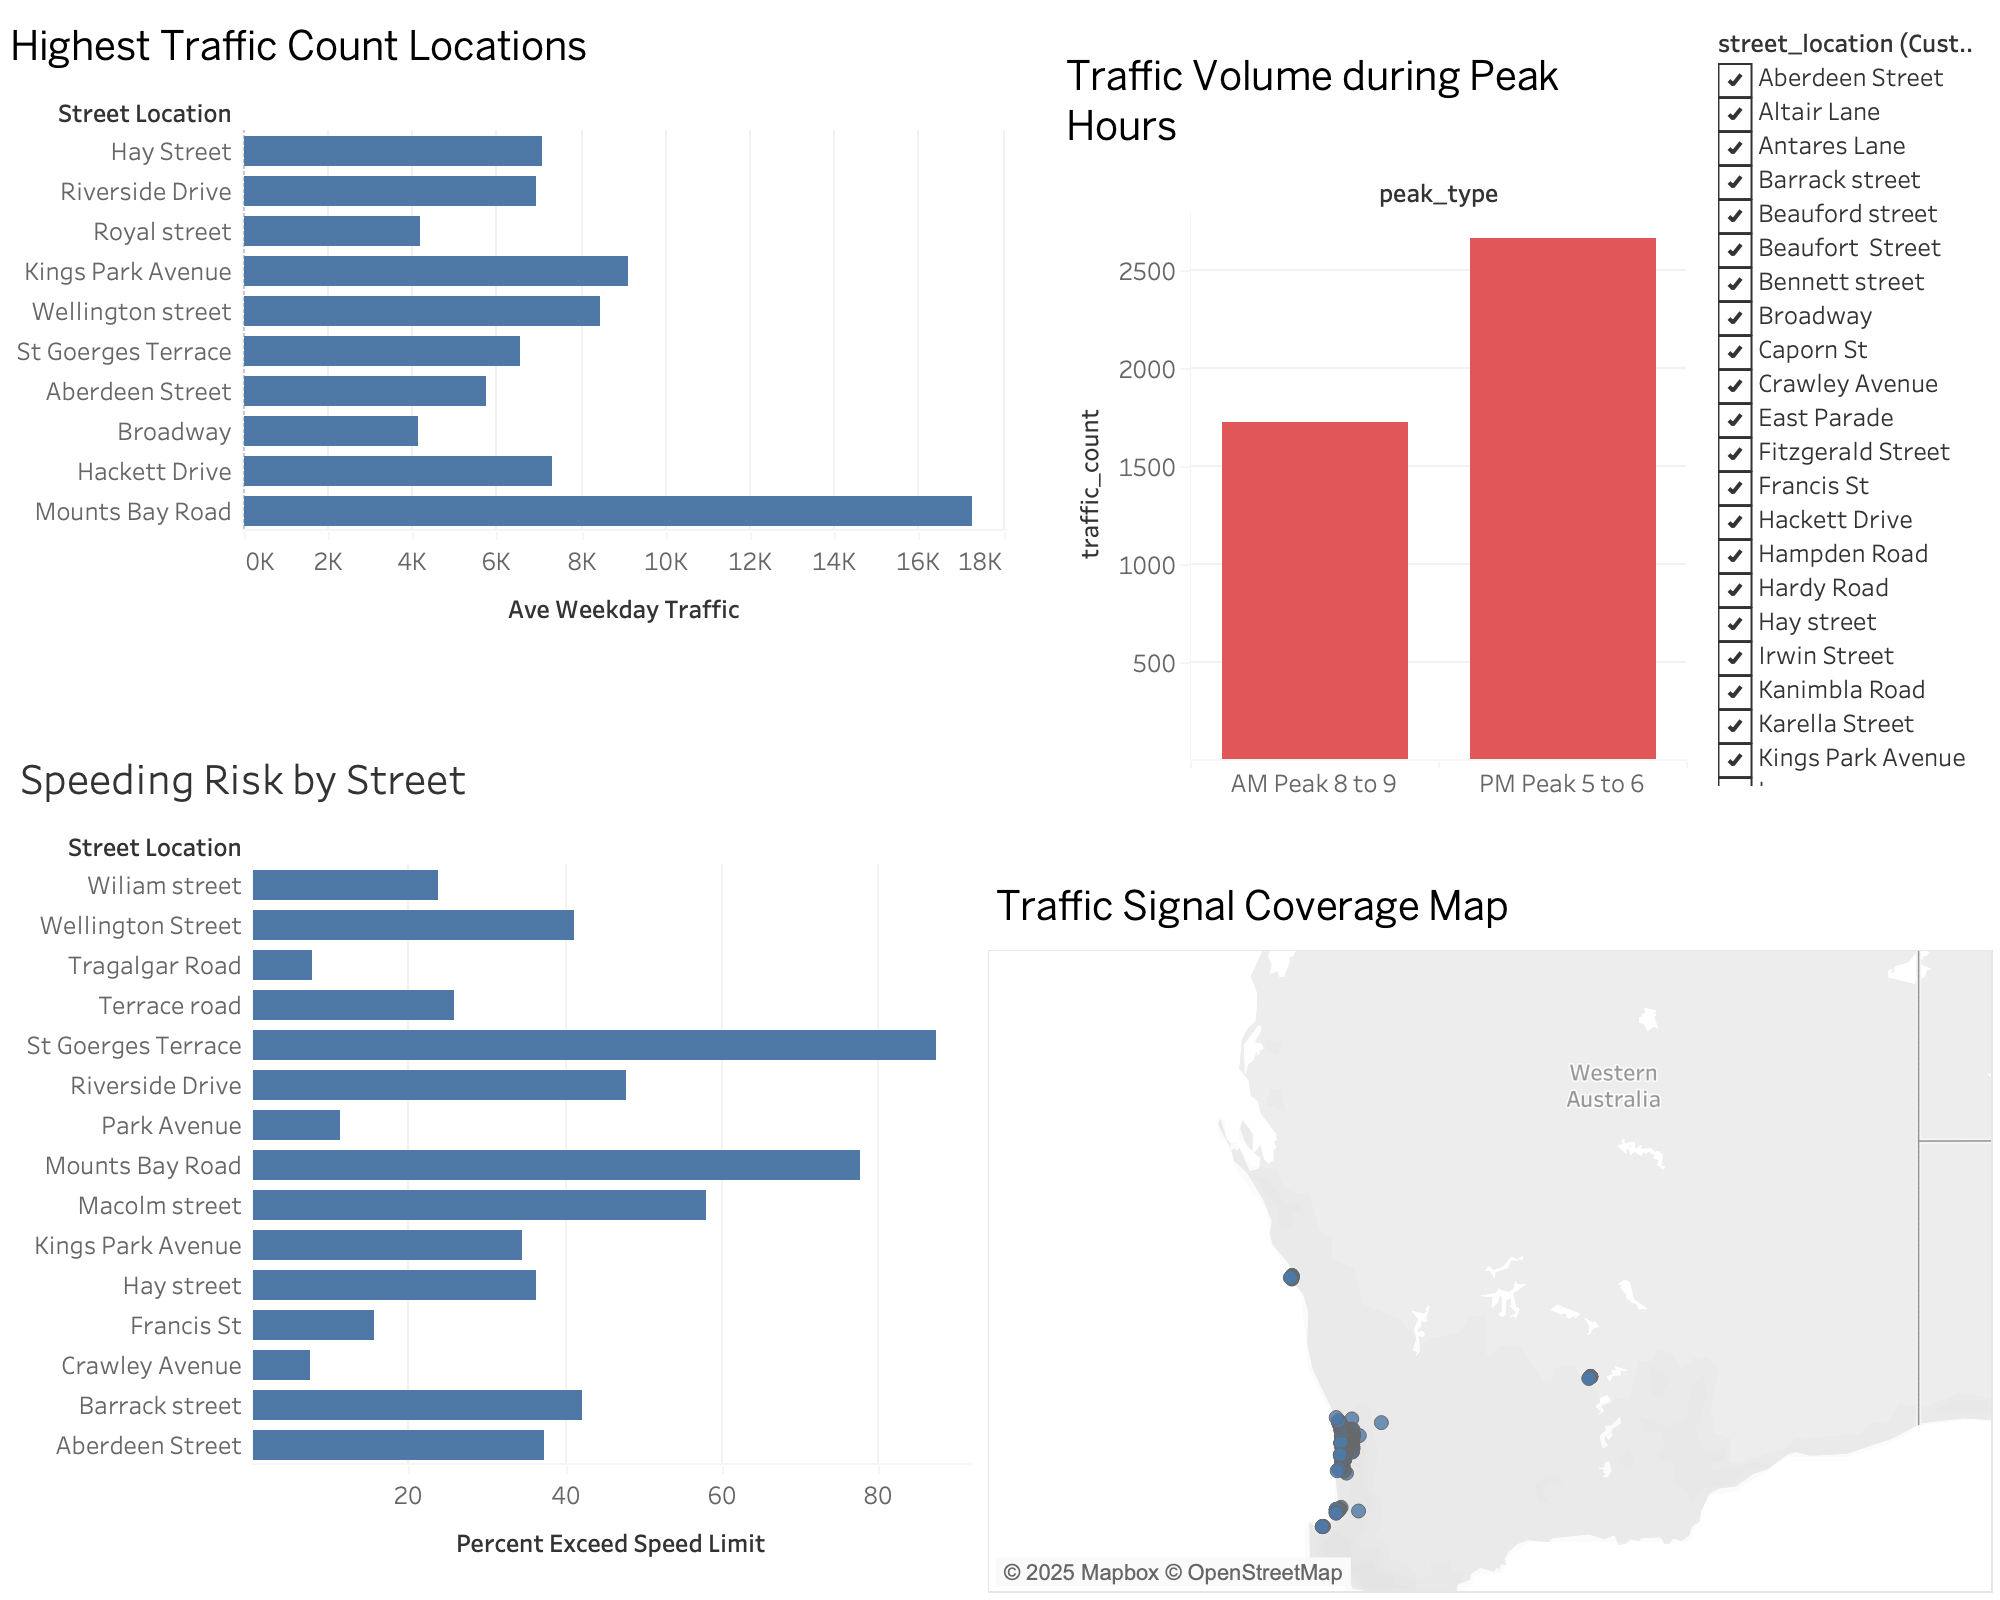 Highest Traffic Count Locations
Street Location
Hay Street
Riverside Drive
Royal street
Kings Park Avenue
Wellington street
St Goerges Terrace
Aberdeen Street
Broadway
Hackett Drive
Mounts Bay Road
0K 2K 4K 6K 8K 10K 12K 14K 16K 18K
Ave Weekday Traffic
Traffic Volume during Peak
Hours
peak_type
traffic_count
2500
2000
1500
1000
500
AM Peak 8 to 9 PM Peak 5 to 6
street_location (Cust..
Aberdeen Street
Altair Lane
Antares Lane
Barrack street
Beauford street
Beaufort  Street
Bennett street
Broadway
Caporn St
Crawley Avenue
East Parade
Fitzgerald Street
Francis St
Hackett Drive
Hampden Road
Hardy Road
Hay street
Irwin Street
Kanimbla Road
Karella Street
Kings Park Avenue
Speeding Risk by Street
Street Location
Wiliam street
Wellington Street
Tragalgar Road
Terrace road
St Goerges Terrace
Riverside Drive
Park Avenue
Mounts Bay Road
Macolm street
Kings Park Avenue
Hay street
Francis St
Crawley Avenue
Barrack street
Aberdeen Street
20 40 60 80
Percent Exceed Speed Limit
Traffic Signal Coverage Map
Western
Australia
© 2025 Mapbox © OpenStreetMap